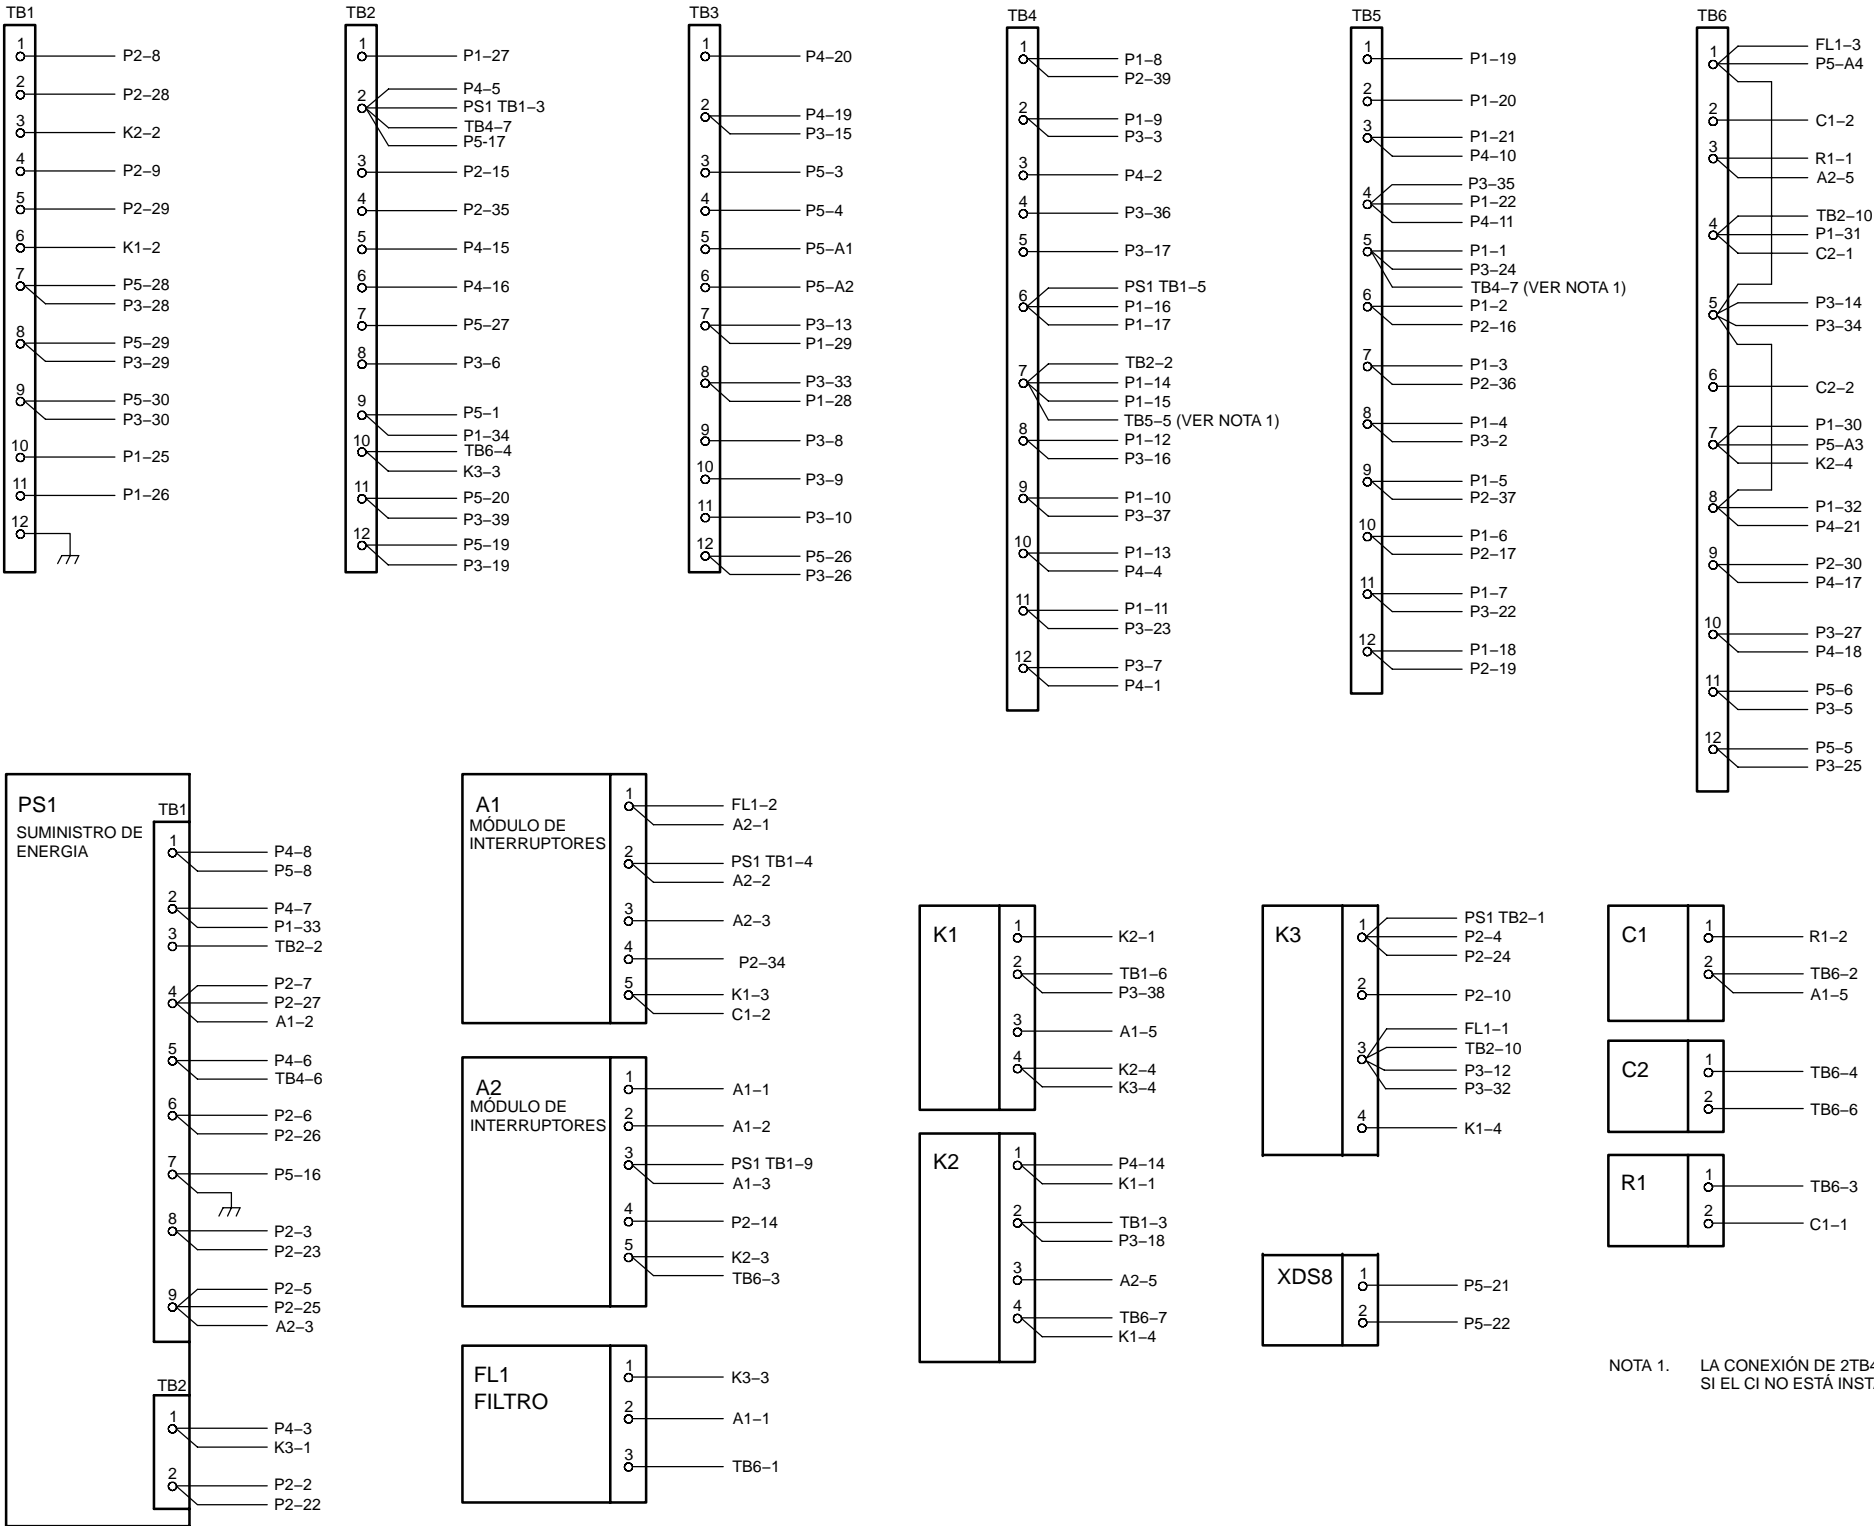 TB1
1
P2–8
2
P2–28
3
K2–2
4
P2–9
5
P2–29
6
K1–2
7
P5–28
P3–28
8
P5–29
P3–29
9
P5–30
P3–30
10
P1–25
11
P1–26
12
TB2
1
P1–27
2
P4–5
PS1 TB1–3
TB4–7
P5-17
3
P2–15
4
P2–35
5
P4–15
6
P4–16
7
P5–27
8
P3–6
9
P5–1
P1–34
10
TB6–4
K3–3
11
P5–20
P3–39
12
P5–19
P3–19
TB3
1
P4–20
2
P4–19
P3–15
3
P5–3
4
P5–4
5
P5–A1
6
P5–A2
7
P3–13
P1–29
8
P3–33
P1–28
9
P3–8
10
P3–9
11
P3–10
12
P5–26
P3–26
TB4
1
P1–8
P2–39
2
P1–9
P3–3
3
P4–2
4
P3–36
5
P3–17
6
PS1 TB1–5
P1–16
P1–17
7
TB2–2
P1–14
P1–15
TB5–5 (VER NOTA 1)
8
P1–12
P3–16
9
P1–10
P3–37
10
P1–13
P4–4
11
P1–11
P3–23
12
P3–7
P4–1
TB5
1
P1–19
2
P1–20
3
P1–21
P4–10
4
P3–35
P1–22
P4–11
5
P1–1
P3–24
TB4–7 (VER NOTA 1)
6
P1–2
P2–16
7
P1–3
P2–36
8
P1–4
P3–2
9
P1–5
P2–37
10
P1–6
P2–17
11
P1–7
P3–22
12
P1–18
P2–19
TB6
1
FL1–3
P5–A4
2
C1–2
3
R1–1
A2–5
4
TB2–10
P1–31
C2–1
5
P3–14
P3–34
6
C2–2
7
P1–30
P5–A3
K2–4
8
P1–32
P4–21
9
P2–30
P4–17
10
P3–27
P4–18
11
P5–6
P3–5
12
P5–5
P3–25
PS1
SUMINISTRO DE
ENERGIA
TB1
1
P4–8
P5–8
2
P4–7
P1–33
3
TB2–2
4
P2–7
P2–27
A1–2
5
P4–6
TB4–6
6
P2–6
P2–26
7
P5–16
8
P2–3
P2–23
9
P2–5
P2–25
A2–3
TB2
1
P4–3
K3–1
2
P2–2
P2–22
A1
MÓDULO DE
INTERRUPTORES
1
FL1–2
A2–1
2
PS1 TB1–4
A2–2
3
A2–3
4
P2–34
5
K1–3
C1–2
A2
MÓDULO DE
INTERRUPTORES
1
A1–1
2
A1–2
3
PS1 TB1–9
A1–3
4
P2–14
5
K2–3
TB6–3
FL1
FILTRO
1
K3–3
2
A1–1
3
TB6–1
K1
1
K2–1
2
TB1–6
P3–38
3
A1–5
4
K2–4
K3–4
K2
1
P4–14
K1–1
2
TB1–3
P3–18
3
A2–5
4
TB6–7
K1–4
K3
1
PS1 TB2–1
P2–4
P2–24
2
P2–10
3
FL1–1
TB2–10
P3–12
P3–32
4
K1–4
XDS8
1
P5–21
2
P5–22
C1
1
R1–2
2
TB6–2
A1–5
C2
1
TB6–4
2
TB6–6
R1
1
TB6–3
2
C1–1
NOTA 1. LA CONEXIÓN DE 2TB4
SI EL CI NO ESTÁ INST